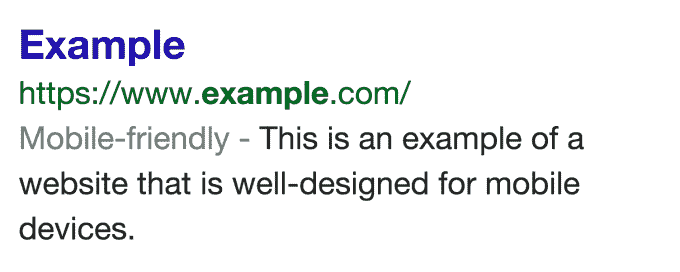 Example
https://www.example.com/
Mobile-friendly - This is an example of a
website that is well-designed for mobile
devices.